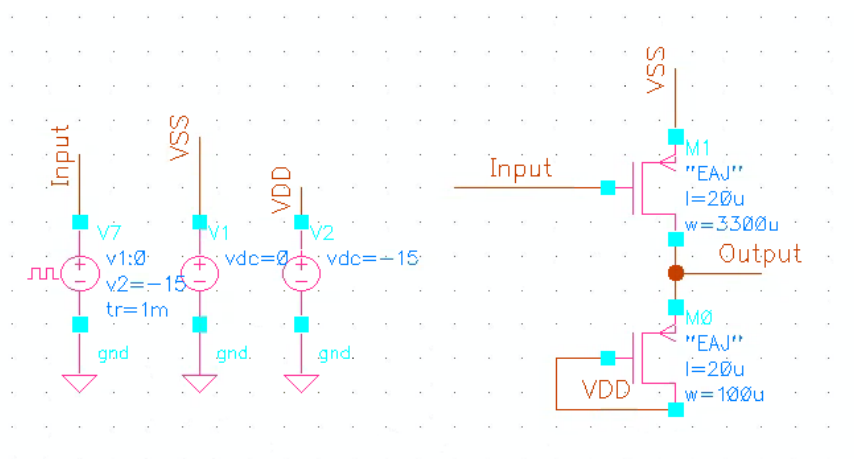 Input
V7
v1:0
v2=-15
tr=1m
gnd
VSS
V1
vdc=0
gnd
VDD
V2
vdc=-15
gnd
VSS
Input
M1
"EAJ"
l=20u
w=3300u
Output
M0
"EAJ"
l=20u
w=100u
VDD